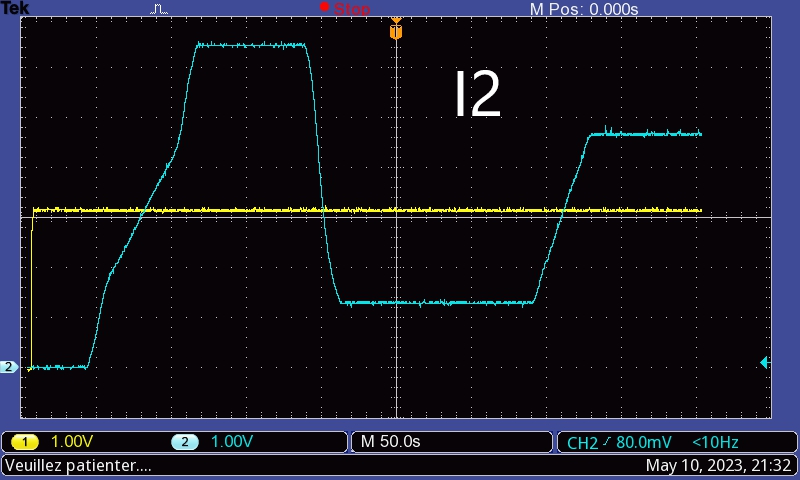 Tek Stop M Pos: 0.000s
T
I2
2
1 1.00V 2 1.00V M 50.0s CH2 80.0mV <10Hz
Veuillez patienter.... May 10, 2023, 21:32